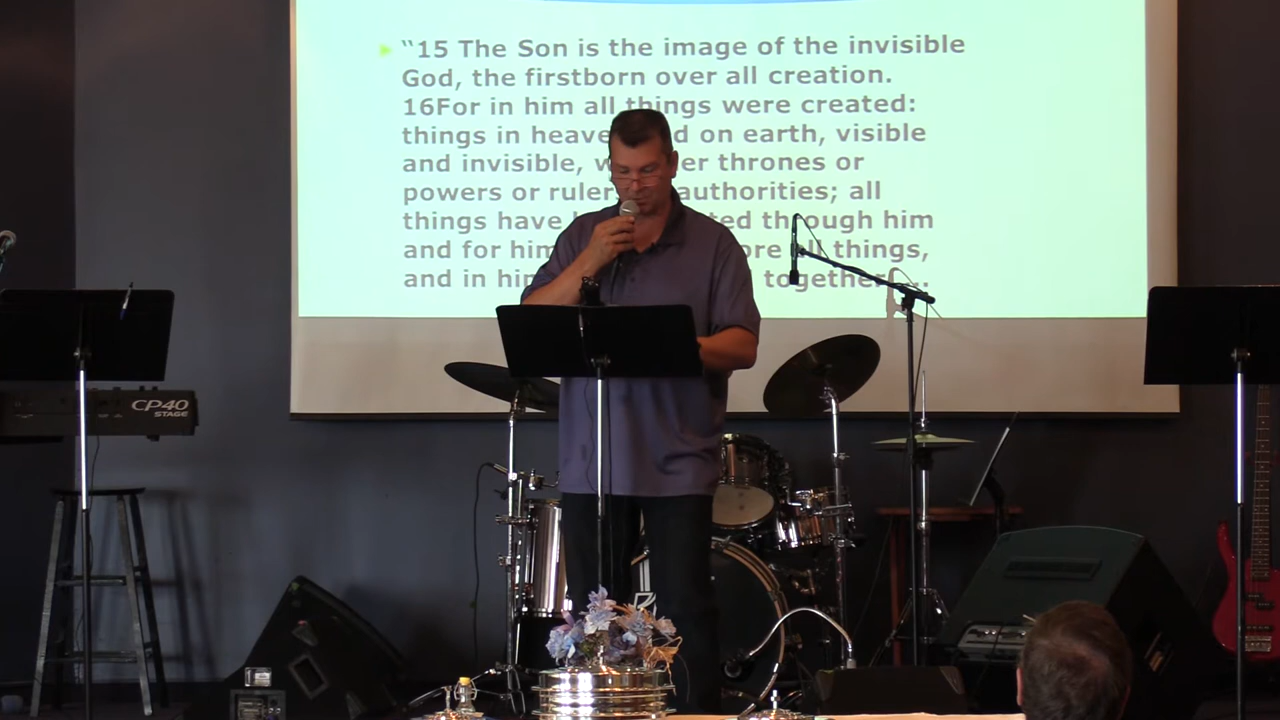 “15 The Son is the image of the invisible
God, the firstborn over all creation.
16For in him all things were created:
things in heave d on earth, visible
and invisible, w er thrones or
powers or ruler authorities; all
things have ted through him
and for him ore all things,
and in him together
CP40
STAGE